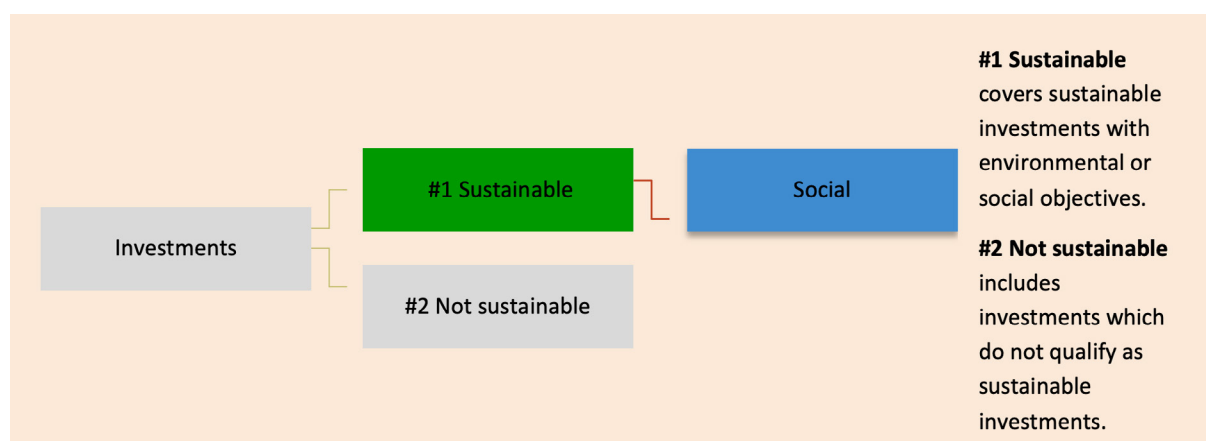 Investments
#1 Sustainable
Social
#2 Not sustainable
#1 Sustainable
covers sustainable
investments with
environmental or
social objectives.
#2 Not sustainable
includes
investments which
do not qualify as
sustainable
investments.